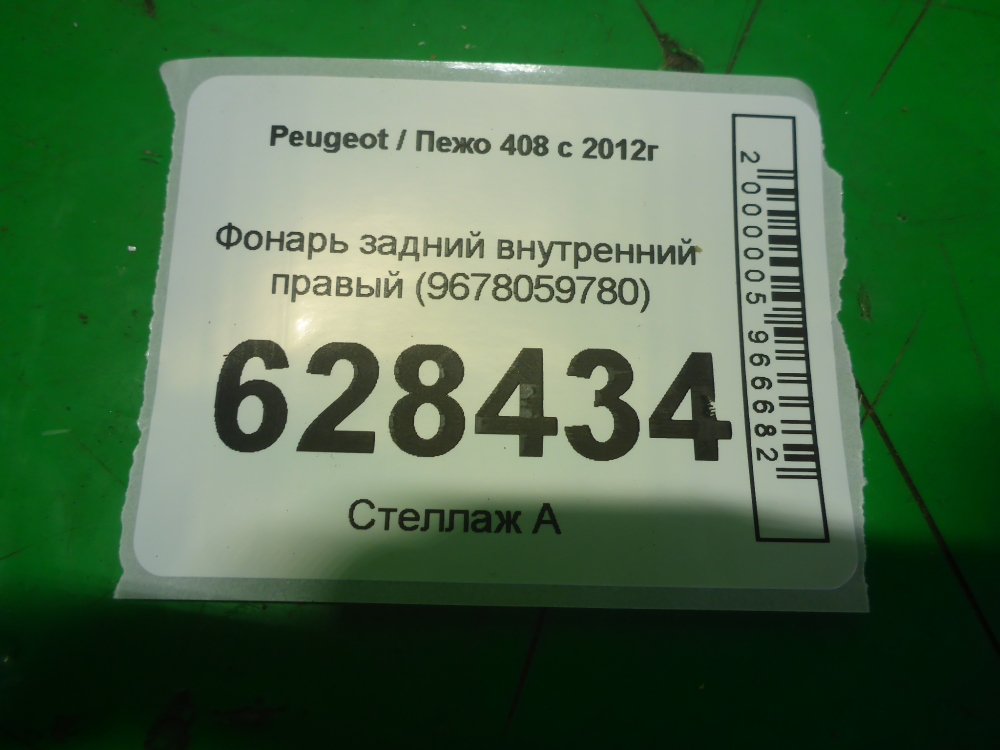 Peugeot / Пежо 408 с 2012г
Фонарь задний внутренний
правый (9678059780)
628434
Стеллаж А
2000005966682